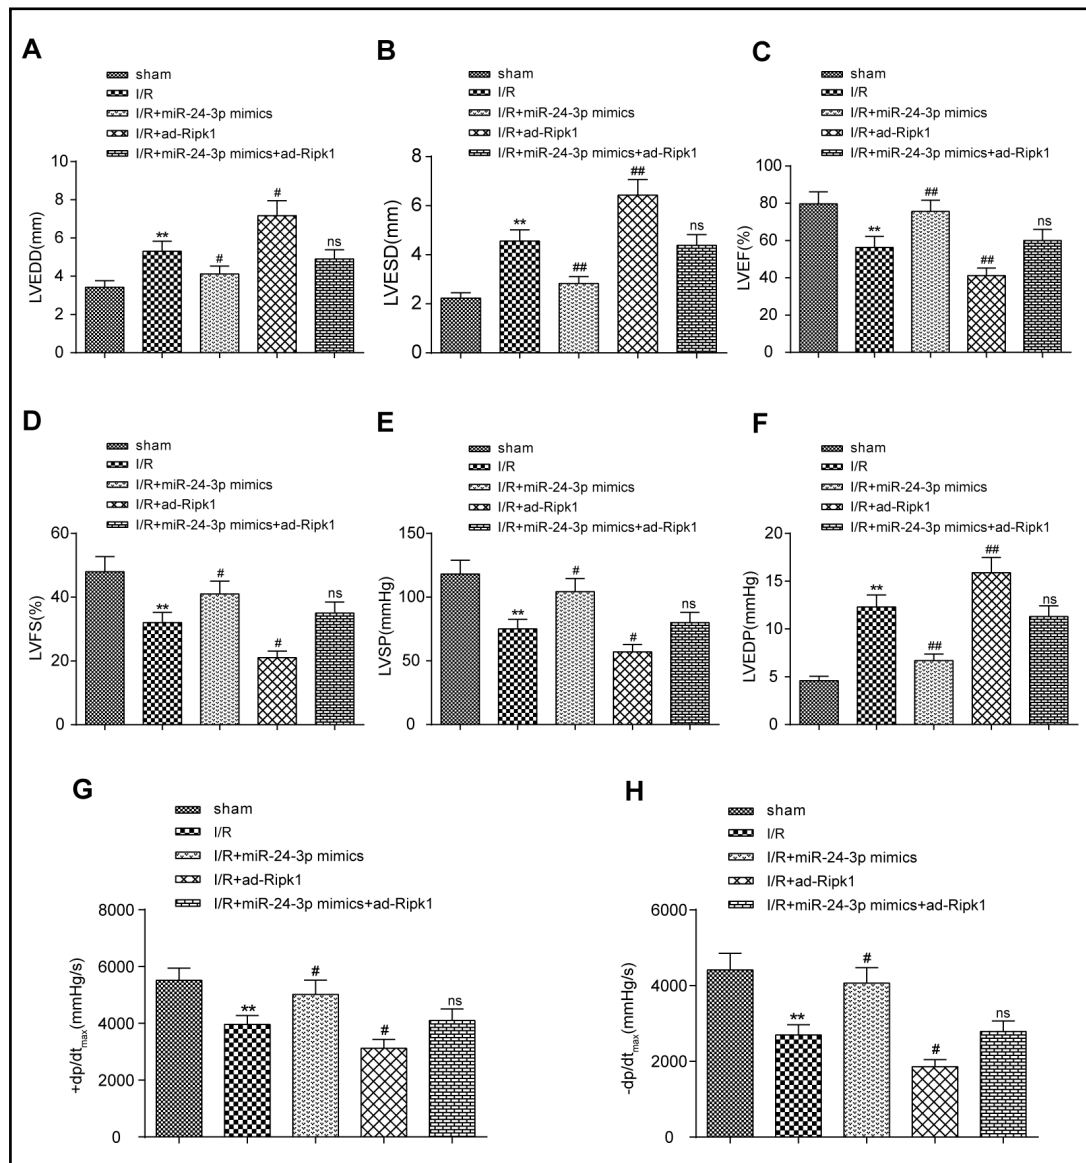 A
sham
I/R
I/R+miR-24-3p mimics
I/R+ad-Ripk1
I/R+miR-24-3p mimics+ad-Ripk1
LVEDD(mm)
10
8
6
4
2
0
**
#
#
ns
B
sham
I/R
I/R+miR-24-3p mimics
I/R+ad-Ripk1
I/R+miR-24-3p mimics+ad-Ripk1
LVESD(mm)
8
6
4
2
0
**
##
##
ns
C
sham
I/R
I/R+miR-24-3p mimics
I/R+ad-Ripk1
I/R+miR-24-3p mimics+ad-Ripk1
LVEF(%)
100
80
60
40
20
0
**
##
##
ns
D
sham
I/R
I/R+miR-24-3p mimics
I/R+ad-Ripk1
I/R+miR-24-3p mimics+ad-Ripk1
LVFS(%)
60
40
20
0
**
#
#
ns
E
sham
I/R
I/R+miR-24-3p mimics
I/R+ad-Ripk1
I/R+miR-24-3p mimics+ad-Ripk1
LVSP(mmHg)
150
100
50
0
**
#
#
ns
F
sham
I/R
I/R+miR-24-3p mimics
I/R+ad-Ripk1
I/R+miR-24-3p mimics+ad-Ripk1
LVEDP(mmHg)
20
15
10
5
0
**
##
##
ns
G
sham
I/R
I/R+miR-24-3p mimics
I/R+ad-Ripk1
I/R+miR-24-3p mimics+ad-Ripk1
+dp/dtmax(mmHg/s)
8000
6000
4000
2000
0
**
#
#
ns
H
sham
I/R
I/R+miR-24-3p mimics
I/R+ad-Ripk1
I/R+miR-24-3p mimics+ad-Ripk1
-dp/dtmax(mmHg/s)
6000
4000
2000
0
**
#
#
ns